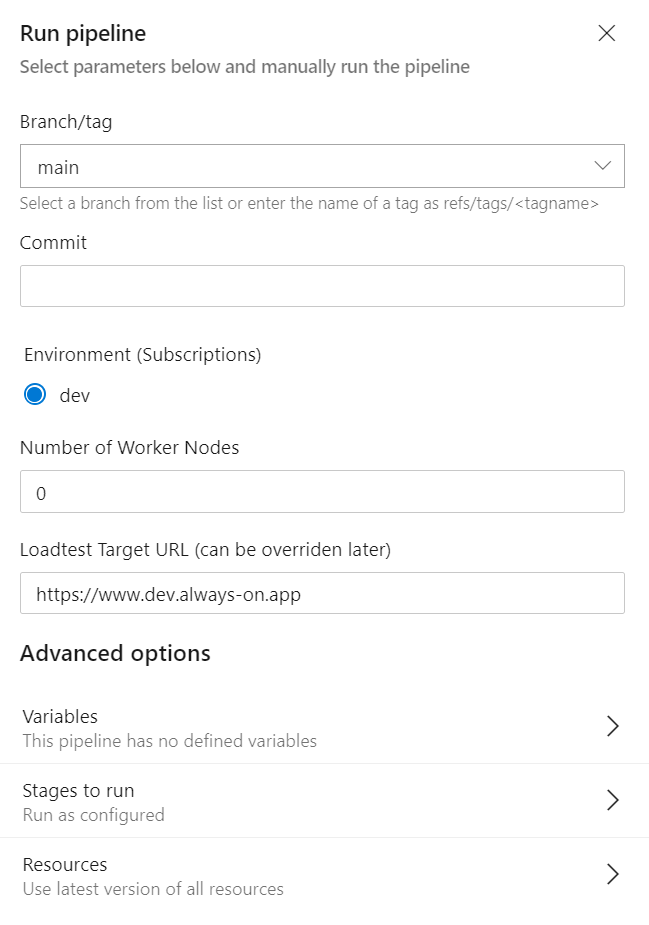 Run pipeline
Select parameters below and manually run the pipeline
Branch/tag
main
Select a branch from the list or enter the name of a tag as refs/tags/<tagname>
Commit
Environment (Subscriptions)
dev
Number of Worker Nodes
0
Loadtest Target URL (can be overriden later)
https://www.dev.always-on.app
Advanced options
Variables
This pipeline has no defined variables
Stages to run
Run as configured
Resources
Use latest version of all resources